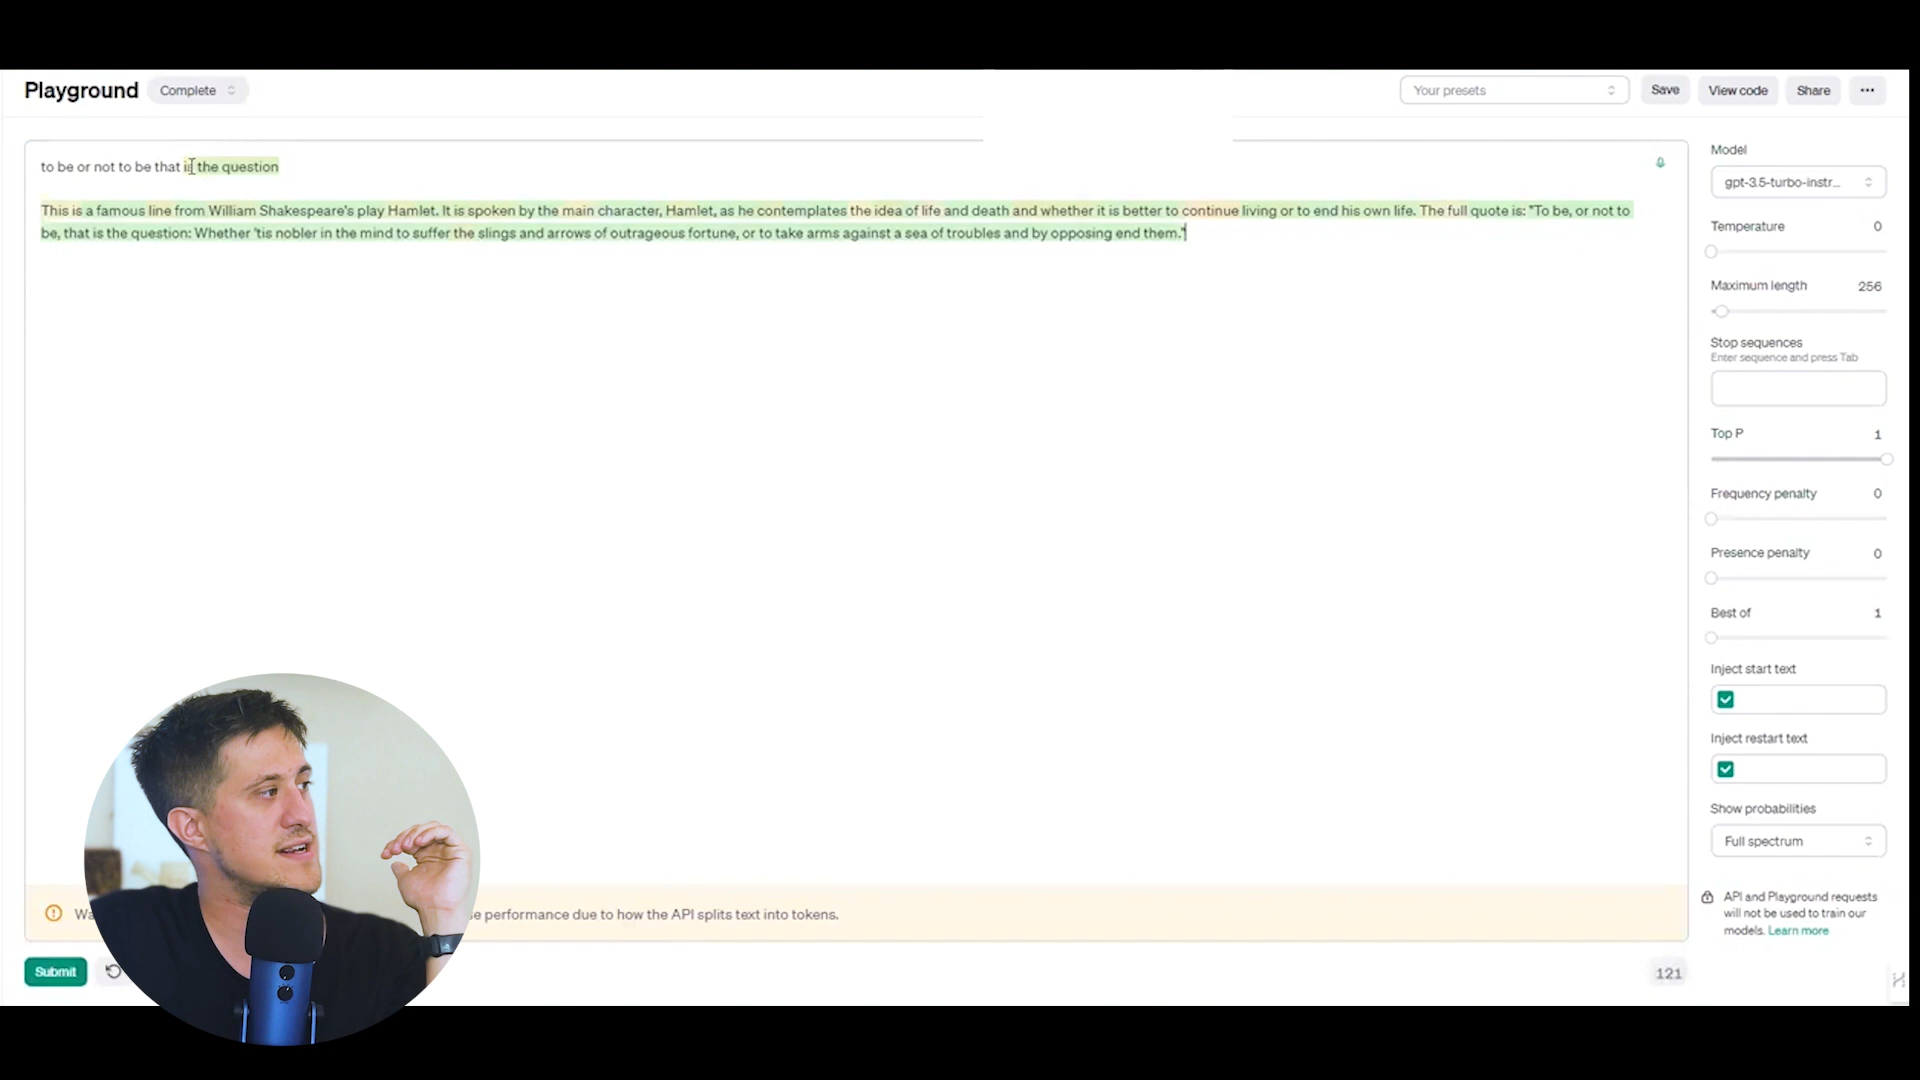 Playground
Complete
Your presets
Save
View code
Share
to be or not to be that is the question
This is a famous line from William Shakespeare's play Hamlet. It is spoken by the main character, Hamlet, as he contemplates the idea of life and death and whether it is better to continue living or to end his own life. The full quote is: "To be, or not to
be, that is the question: Whether 'tis nobler in the mind to suffer the slings and arrows of outrageous fortune, or to take arms against a sea of troubles and by opposing end them."
Model
gpt-3.5-turbo-instr...
Temperature 0
Maximum length 256
Stop sequences
Enter sequence and press Tab
Top P 1
Frequency penalty 0
Presence penalty 0
Best of 1
Inject start text
Inject restart text
Show probabilities
Full spectrum
API and Playground requests
will not be used to train our
models. Learn more
performance due to how the API splits text into tokens.
Submit
121